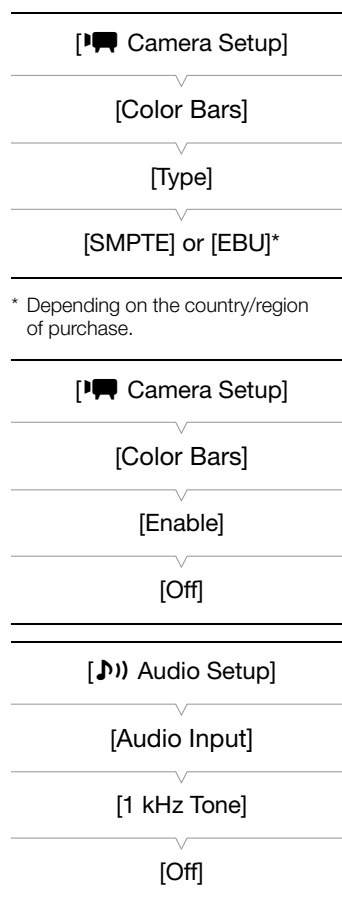 [ Camera Setup]
[Color Bars]
[Type]
[SMPTE] or [EBU]*
* Depending on the country/region
of purchase.
[ Camera Setup]
[Color Bars]
[Enable]
[Off]
[ Audio Setup]
[Audio Input]
[1 kHz Tone]
[Off]